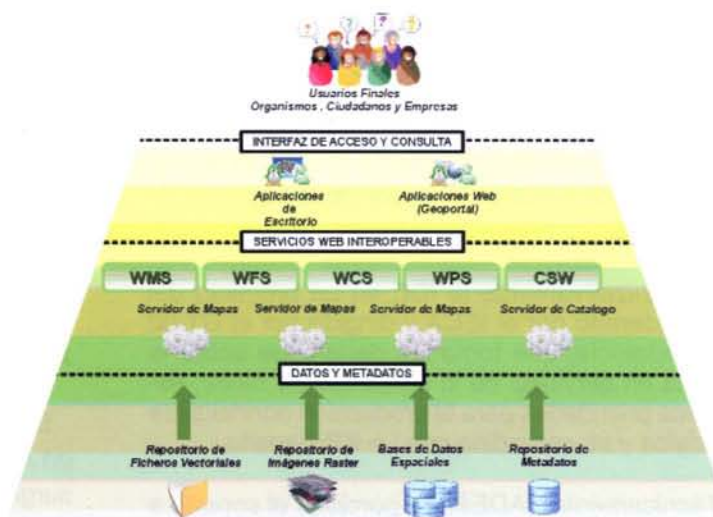 Usuarios Finales
Organismos , Ciudadanos y Empresas
INTERFAZ DE ACCESO Y CONSULTA
Aplicaciones
de
Escritorio
Aplicaciones Web
(Geoportal)
SERVICIOS WEB INTEROPERABLES
WMS WFS WCS WPS CSW
Servidor de Mapas Servidor de Mapas Servidor de Mapas Servidor de Catalogo
DATOS Y METADATOS
Repositorio de
Ficheros Vectoriales
Repositorio de
Imágenes Raster
Bases de Datos
Espaciales
Repositorio de
Metadatos